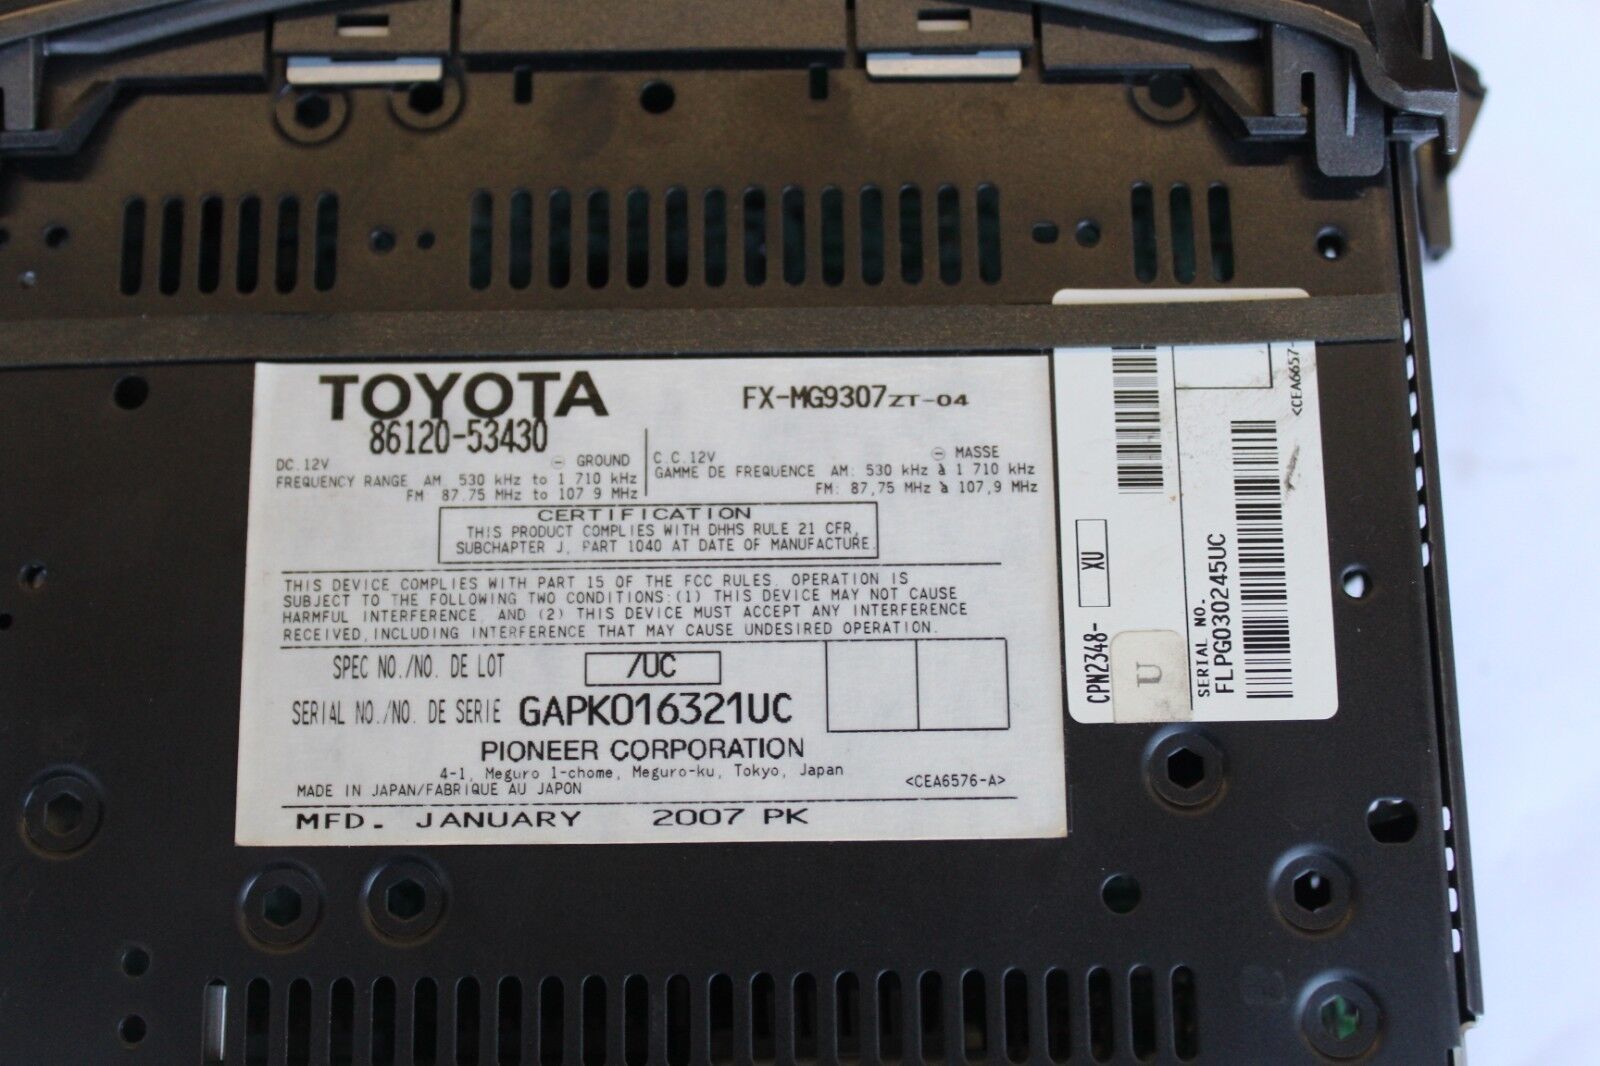 TOYOTA
86120-53430
FX-MG9307 ZT-04
DC. 12V ⊖ GROUND
FREQUENCY RANGE AM. 530 kHz to 1 710 kHz
FM: 87.75 MHz to 107.9 MHz
C.C. 12V ⊖ MASSE
GAMME DE FREQUENCE AM: 530 kHz à 1 710 kHz
FM: 87,75 MHz à 107,9 MHz
CERTIFICATION
THIS PRODUCT COMPLIES WITH DHHS RULE 21 CFR,
SUBCHAPTER J, PART 1040 AT DATE OF MANUFACTURE.
THIS DEVICE COMPLIES WITH PART 15 OF THE FCC RULES. OPERATION IS
SUBJECT TO THE FOLLOWING TWO CONDITIONS:(1) THIS DEVICE MAY NOT CAUSE
HARMFUL INTERFERENCE, AND (2) THIS DEVICE MUST ACCEPT ANY INTERFERENCE
RECEIVED, INCLUDING INTERFERENCE THAT MAY CAUSE UNDESIRED OPERATION.
SPEC NO./NO. DE LOT /UC
SERIAL NO./NO. DE SERIE GAPK016321UC
PIONEER CORPORATION
4-1, Meguro 1-chome, Meguro-ku, Tokyo, Japan
MADE IN JAPAN/FABRIQUE AU JAPON <CEA6576-A>
MFD. JANUARY 2007 PK
CPN2348- XU
U
SERIAL NO.
FLPG030245UC
<CEA6657-